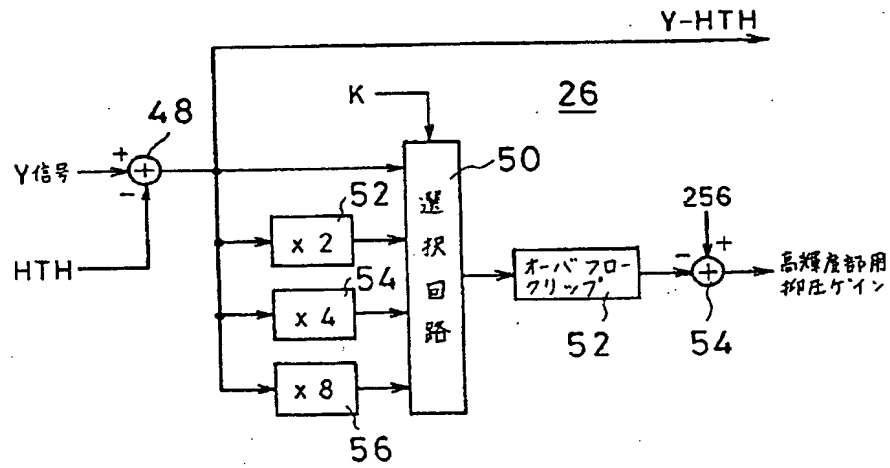 Y-HTH
K
26
48
+
Y信号
+
-
50
HTH
52
× 2
54
× 4
× 8
56
選択回路
オーバフロー
クリップ
52
256
-
+
+
54
高輝度部用
抑圧ゲイン